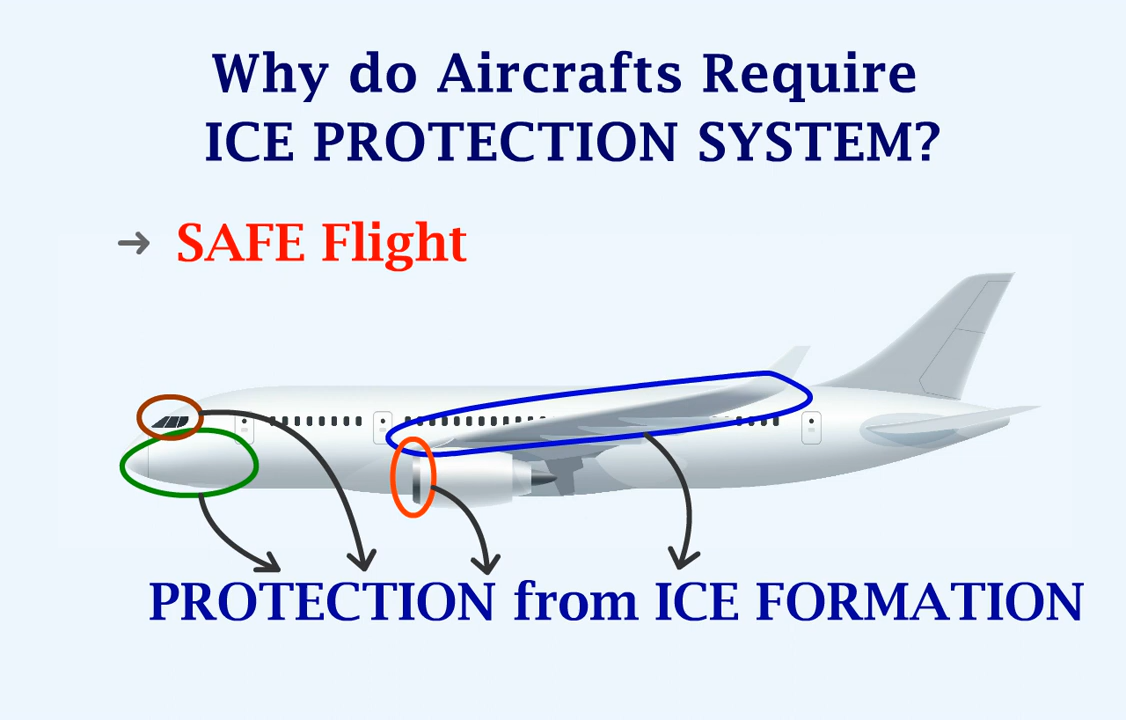 Why do Aircrafts Require
ICE PROTECTION SYSTEM?
→ SAFE Flight
PROTECTION from ICE FORMATION